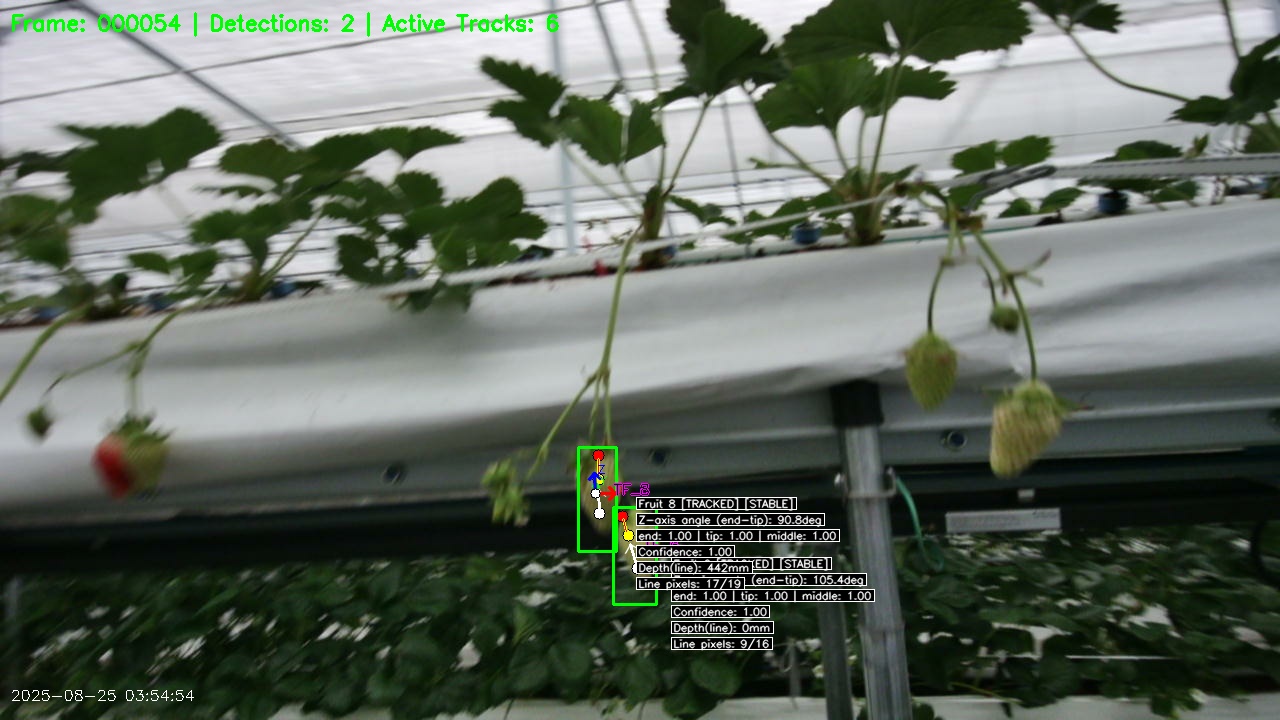 Frame: 000054 | Detections: 2 | Active Tracks: 6
TF_8
Fruit 8 [TRACKED] [STABLE]
Z-axis angle (end-tip): 90.8deg
end: 1.00 | tip: 1.00 | middle: 1.00
Confidence: 1.00
Depth(line): 442mm
Line pixels: 17/19
[STABLE]
(end-tip): 105.4deg
end: 1.00 | tip: 1.00 | middle: 1.00
Confidence: 1.00
Depth(line): 0mm
Line pixels: 9/16
2025-08-25 03:54:54